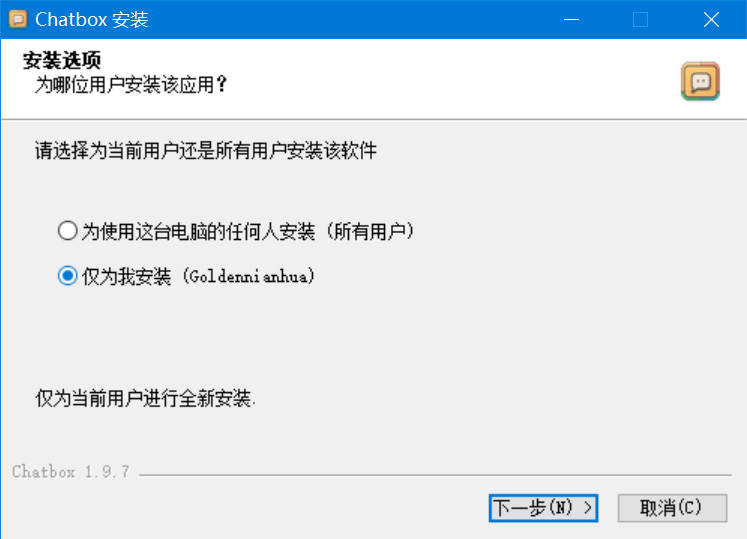 Chatbox 安装
安装选项
为哪位用户安装该应用？
请选择为当前用户还是所有用户安装该软件
为使用这台电脑的任何人安装（所有用户）
仅为我安装（Goldennianhua）
仅为当前用户进行全新安装.
Chatbox 1.9.7
下一步(N) >
取消(C)